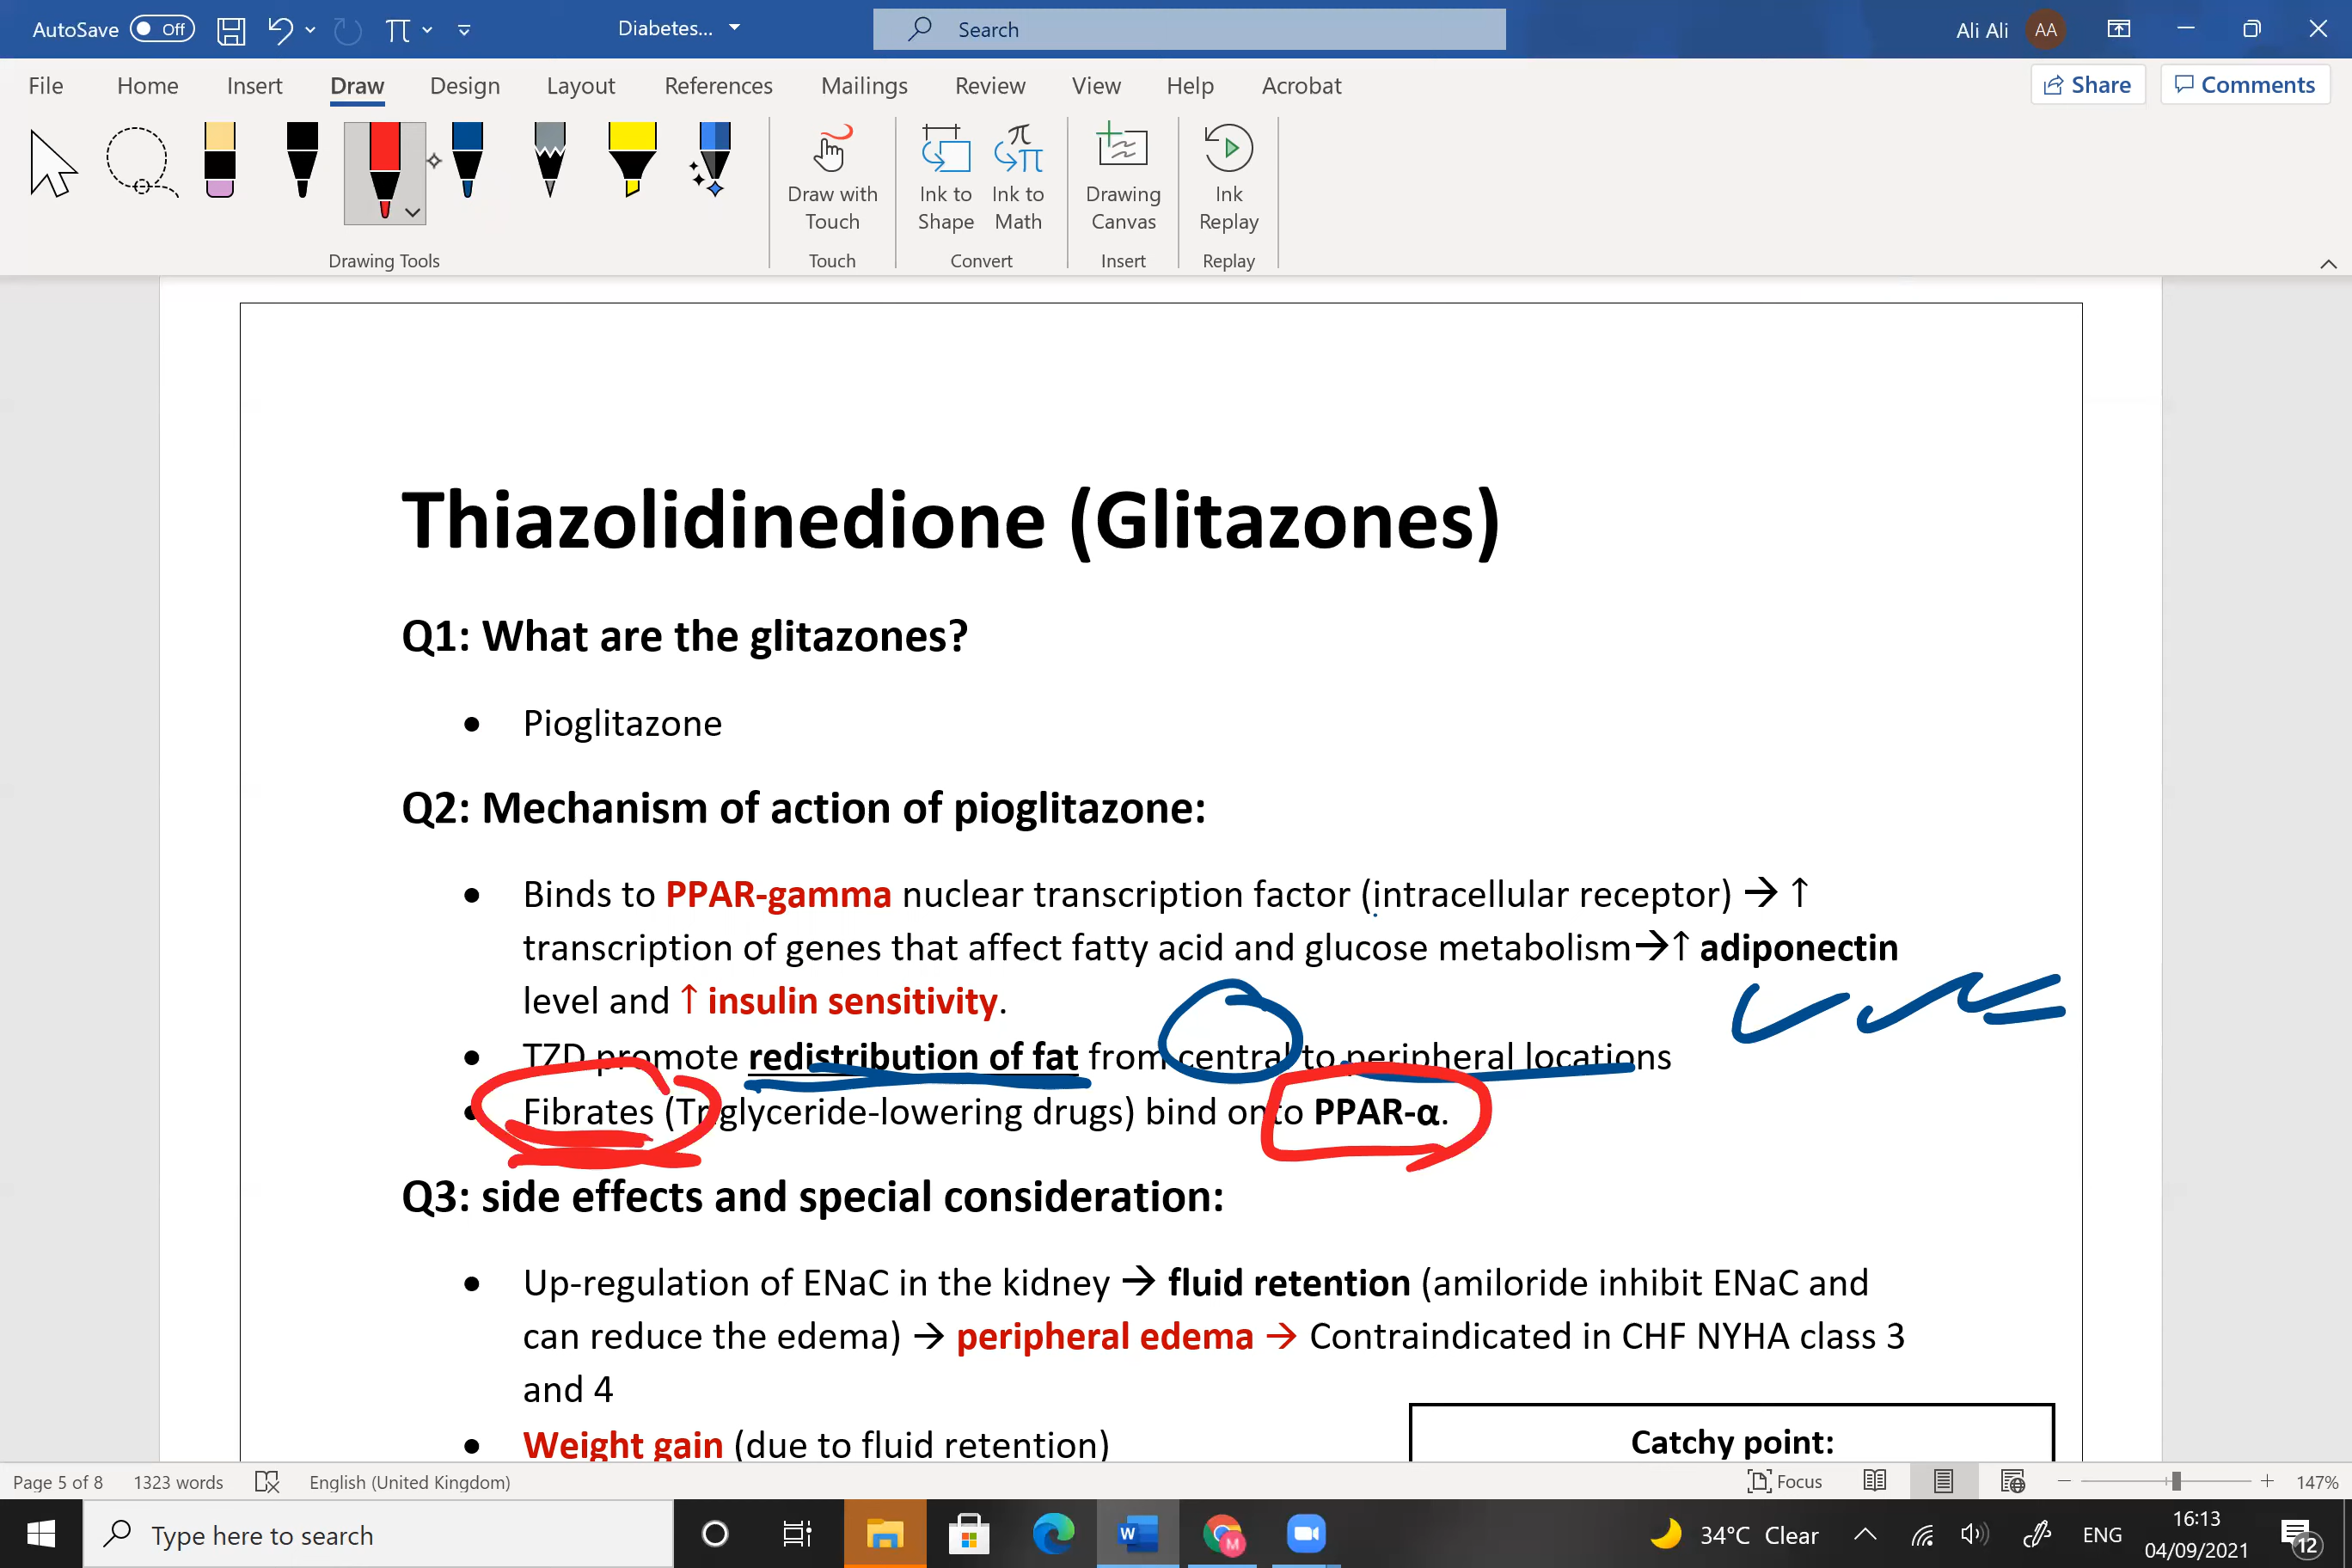 AutoSave Off Diabetes... Search Ali Ali AA
File Home Insert Draw Design Layout References Mailings Review View Help Acrobat Share Comments
Draw with Touch Ink to Shape Ink to Math Drawing Canvas Ink Replay
Drawing Tools Touch Convert Insert Replay
Thiazolidinedione (Glitazones)
Q1: What are the glitazones?
• Pioglitazone
Q2: Mechanism of action of pioglitazone:
• Binds to PPAR-gamma nuclear transcription factor (intracellular receptor) → ↑
transcription of genes that affect fatty acid and glucose metabolism→↑ adiponectin
level and ↑ insulin sensitivity.
• TZD promote redistribution of fat from central to peripheral locations
• Fibrates (Triglyceride-lowering drugs) bind onto PPAR-α.
Q3: side effects and special consideration:
• Up-regulation of ENaC in the kidney → fluid retention (amiloride inhibit ENaC and
can reduce the edema) → peripheral edema → Contraindicated in CHF NYHA class 3
and 4
• Weight gain (due to fluid retention)
Catchy point:
Page 5 of 8 1323 words English (United Kingdom) Focus 147%
Type here to search 34°C Clear ENG 16:13
04/09/2021 12